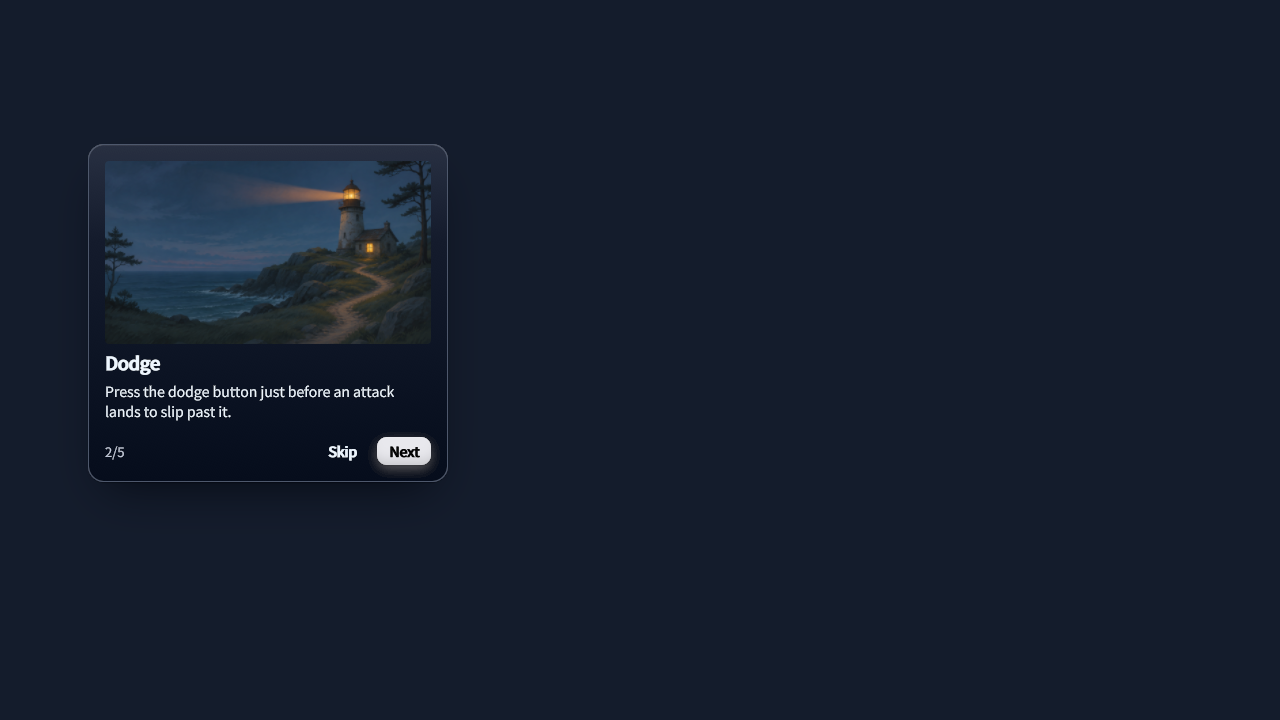 Dodge
Press the dodge button just before an attack
lands to slip past it.
2/5
Skip
Next